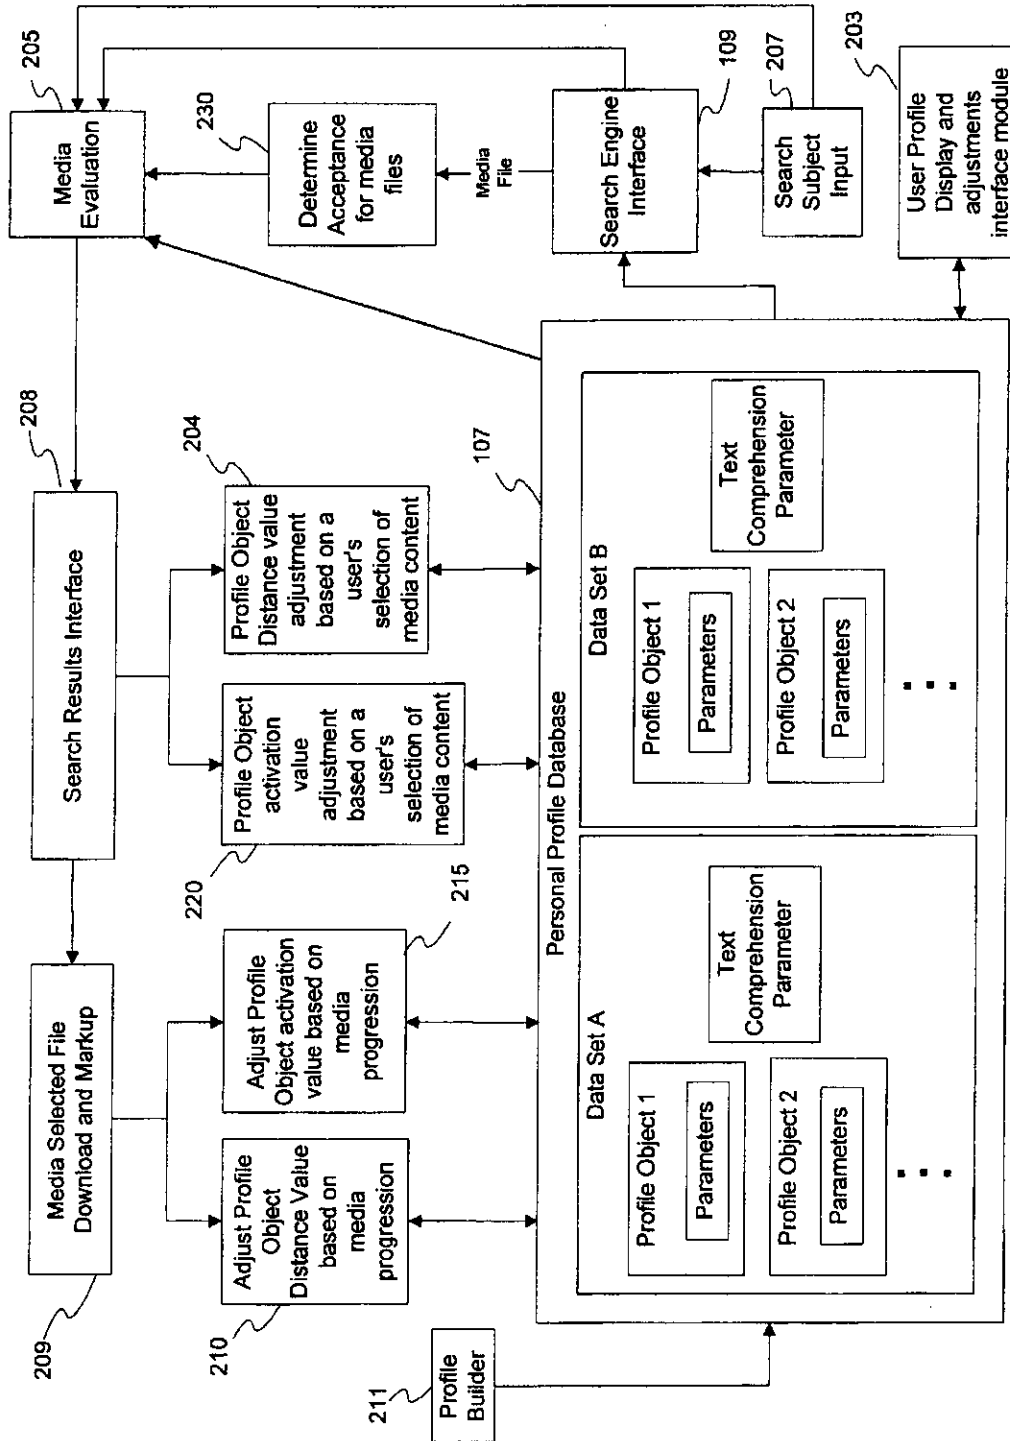 209
Media Selected File
Download and Markup
208
Search Results Interface
205
Media
Evaluation
210
Adjust Profile
Object
Distance Value
based on
media
progression
215
Adjust Profile
Object activation
value based on
media
progression
220
Profile Object
activation
value
adjustment
based on a
user's
selection of
media content
204
Profile Object
Distance value
adjustment
based on a
user's
selection of
media content
230
Determine
Acceptance
for media
files
Media
File
109
Search Engine
Interface
207
Search
Subject
Input
203
User Profile
Display and
adjustments
interface module
211
Profile
Builder
107
Personal Profile Database
Data Set A
Profile Object 1
Parameters
Profile Object 2
Parameters
Text
Comprehension
Parameter
Data Set B
Profile Object 1
Parameters
Profile Object 2
Parameters
Text
Comprehension
Parameter